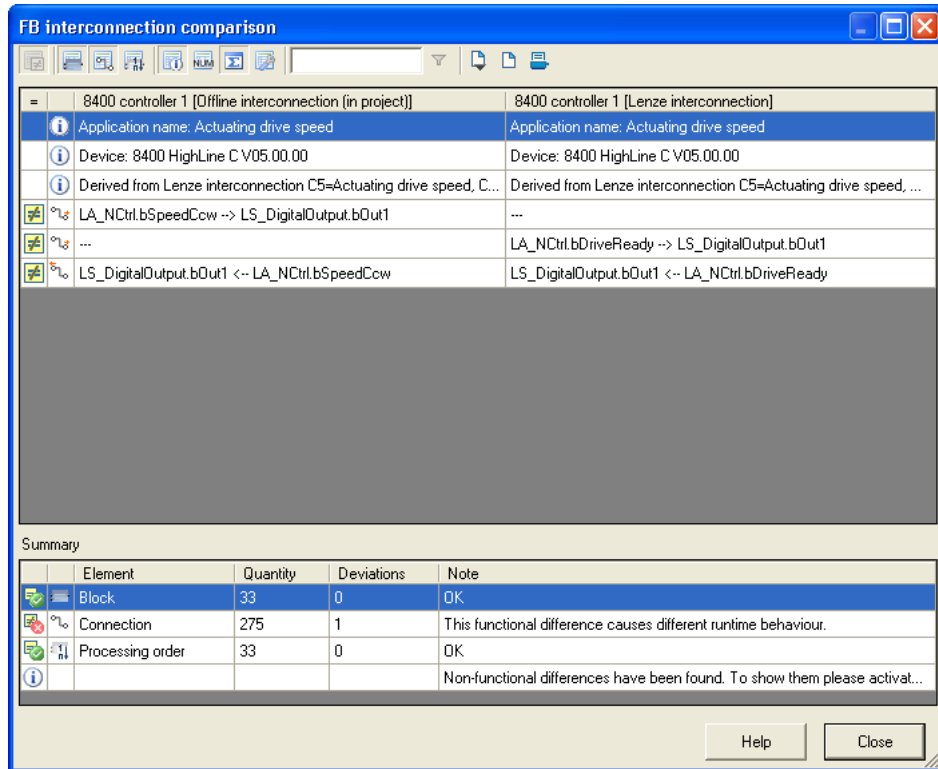 FB interconnection comparison
NUM
= 8400 controller 1 [Offline interconnection (in project)] 8400 controller 1 [Lenze interconnection]
Application name: Actuating drive speed Application name: Actuating drive speed
Device: 8400 HighLine C V05.00.00 Device: 8400 HighLine C V05.00.00
Derived from Lenze interconnection C5=Actuating drive speed, C... Derived from Lenze interconnection C5=Actuating drive speed, ...
≠ LA_NCtrl.bSpeedCcw --> LS_DigitalOutput.bOut1 ---
≠ --- LA_NCtrl.bDriveReady --> LS_DigitalOutput.bOut1
≠ LS_DigitalOutput.bOut1 <-- LA_NCtrl.bSpeedCcw LS_DigitalOutput.bOut1 <-- LA_NCtrl.bDriveReady
Summary
Element Quantity Deviations Note
Block 33 0 OK
Connection 275 1 This functional difference causes different runtime behaviour.
Processing order 33 0 OK
Non-functional differences have been found. To show them please activat...
Help Close